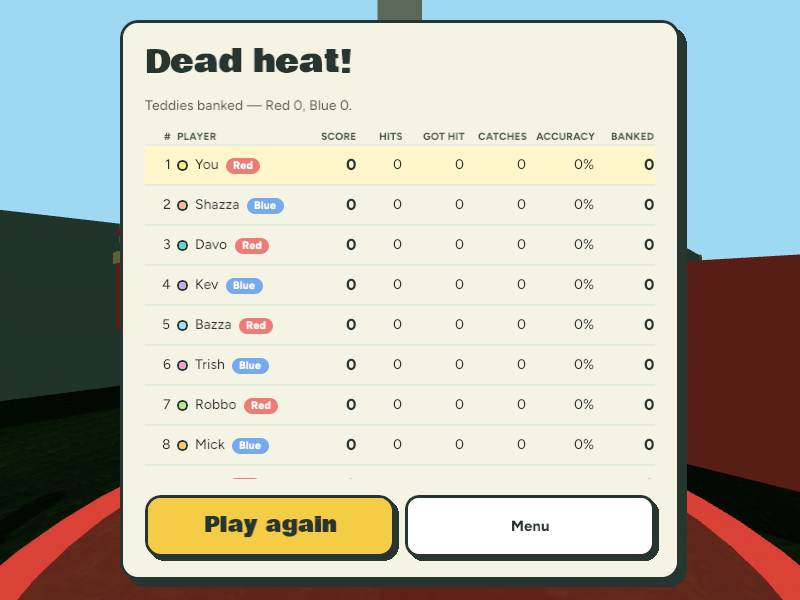 Dead heat!
Teddies banked — Red 0, Blue 0.
# PLAYER SCORE HITS GOT HIT CATCHES ACCURACY BANKED
1 You Red 0 0 0 0 0% 0
2 Shazza Blue 0 0 0 0 0% 0
3 Davo Red 0 0 0 0 0% 0
4 Kev Blue 0 0 0 0 0% 0
5 Bazza Red 0 0 0 0 0% 0
6 Trish Blue 0 0 0 0 0% 0
7 Robbo Red 0 0 0 0 0% 0
8 Mick Blue 0 0 0 0 0% 0
Play again Menu